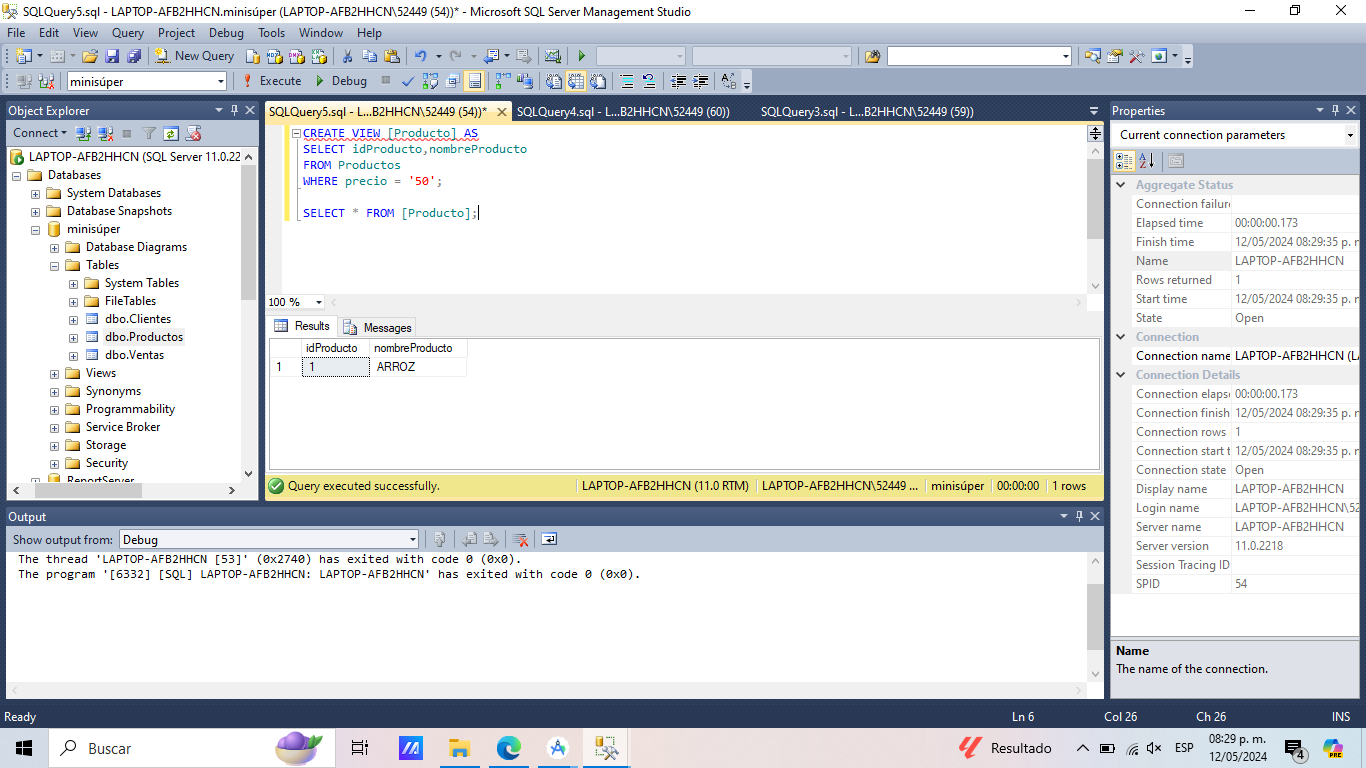 SQLQuery5.sql - LAPTOP-AFB2HHCN.minisúper (LAPTOP-AFB2HHCN\52449 (54))* - Microsoft SQL Server Management Studio
File Edit View Query Project Debug Tools Window Help
New Query
minisúper Execute Debug
Object Explorer
Connect
LAPTOP-AFB2HHCN (SQL Server 11.0.22
Databases
System Databases
Database Snapshots
minisúper
Database Diagrams
Tables
System Tables
FileTables
dbo.Clientes
dbo.Productos
dbo.Ventas
Views
Synonyms
Programmability
Service Broker
Storage
Security
ReportServer
SQLQuery5.sql - L...B2HHCN\52449 (54))* SQLQuery4.sql - L...B2HHCN\52449 (60)) SQLQuery3.sql - L...B2HHCN\52449 (59))
CREATE VIEW [Producto] AS
SELECT idProducto,nombreProducto
FROM Productos
WHERE precio = '50';
SELECT * FROM [Producto];
100 %
Results Messages
idProducto nombreProducto
1 1 ARROZ
Query executed successfully. LAPTOP-AFB2HHCN (11.0 RTM) LAPTOP-AFB2HHCN\52449 ... minisúper 00:00:00 1 rows
Properties
Current connection parameters
Aggregate Status
Connection failure
Elapsed time 00:00:00.173
Finish time 12/05/2024 08:29:35 p. m
Name LAPTOP-AFB2HHCN
Rows returned 1
Start time 12/05/2024 08:29:35 p. m
State Open
Connection
Connection name LAPTOP-AFB2HHCN (LA
Connection Details
Connection elapse 00:00:00.173
Connection finish 12/05/2024 08:29:35 p. m
Connection rows 1
Connection start t 12/05/2024 08:29:35 p. m
Connection state Open
Display name LAPTOP-AFB2HHCN
Login name LAPTOP-AFB2HHCN\52
Server name LAPTOP-AFB2HHCN
Server version 11.0.2218
Session Tracing ID
SPID 54
Name
The name of the connection.
Output
Show output from: Debug
The thread 'LAPTOP-AFB2HHCN [53]' (0x2740) has exited with code 0 (0x0).
The program '[6332] [SQL] LAPTOP-AFB2HHCN: LAPTOP-AFB2HHCN' has exited with code 0 (0x0).
Ready Ln 6 Col 26 Ch 26 INS
Buscar Resultado ESP 08:29 p. m.
12/05/2024
4
PRE